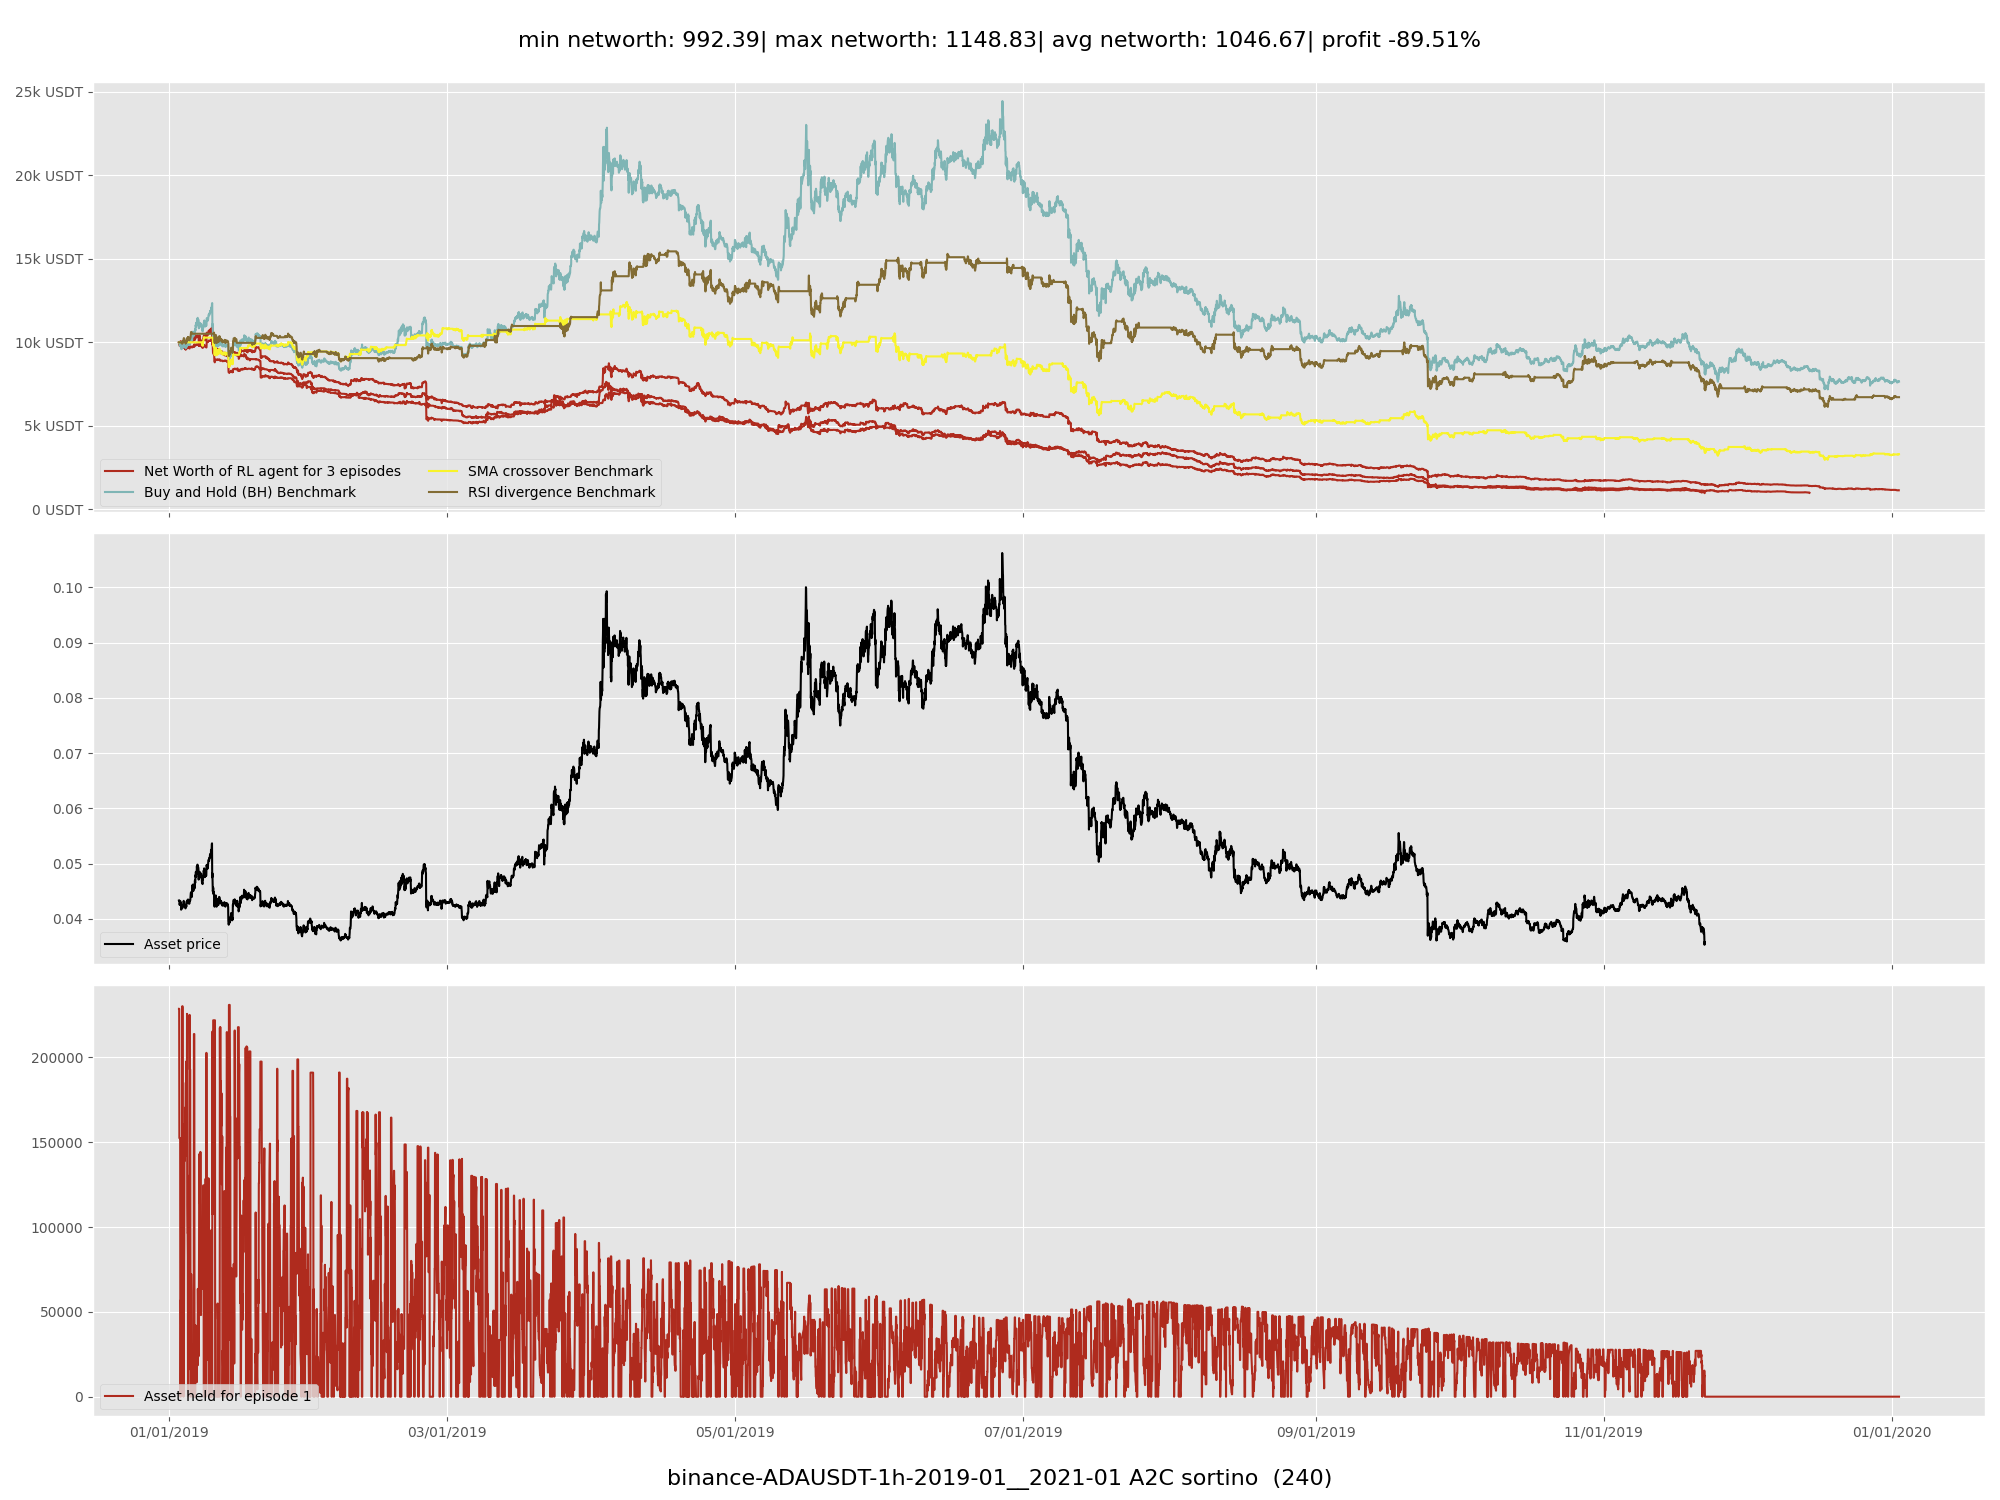 min networth: 992.39| max networth: 1148.83| avg networth: 1046.67| profit -89.51%
25k USDT
20k USDT
15k USDT
10k USDT
5k USDT
0 USDT
Net Worth of RL agent for 3 episodes
Buy and Hold (BH) Benchmark
SMA crossover Benchmark
RSI divergence Benchmark
0.10
0.09
0.08
0.07
0.06
0.05
0.04
Asset price
200000
150000
100000
50000
0
Asset held for episode 1
01/01/2019 03/01/2019 05/01/2019 07/01/2019 09/01/2019 11/01/2019 01/01/2020
binance-ADAUSDT-1h-2019-01__2021-01 A2C sortino (240)